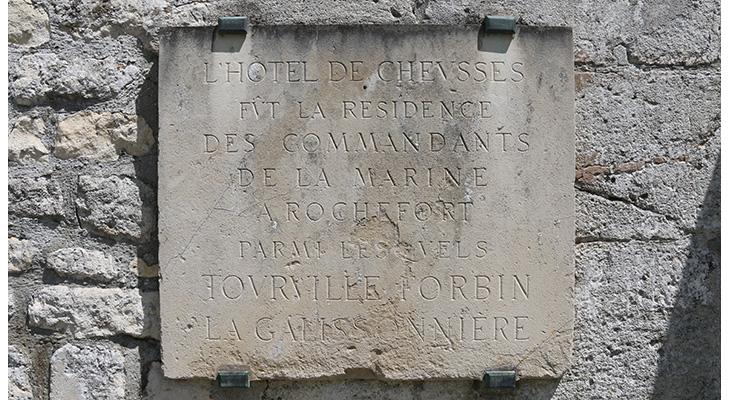 L'HOTEL DE CHEVSSES
FVT LA RESIDENCE
DES COMMANDANTS
DE LA MARINE
A ROCHEFORT
PARMI LESQVELS
TOVRVILLE FORBIN
LA GALISSONNIÈRE